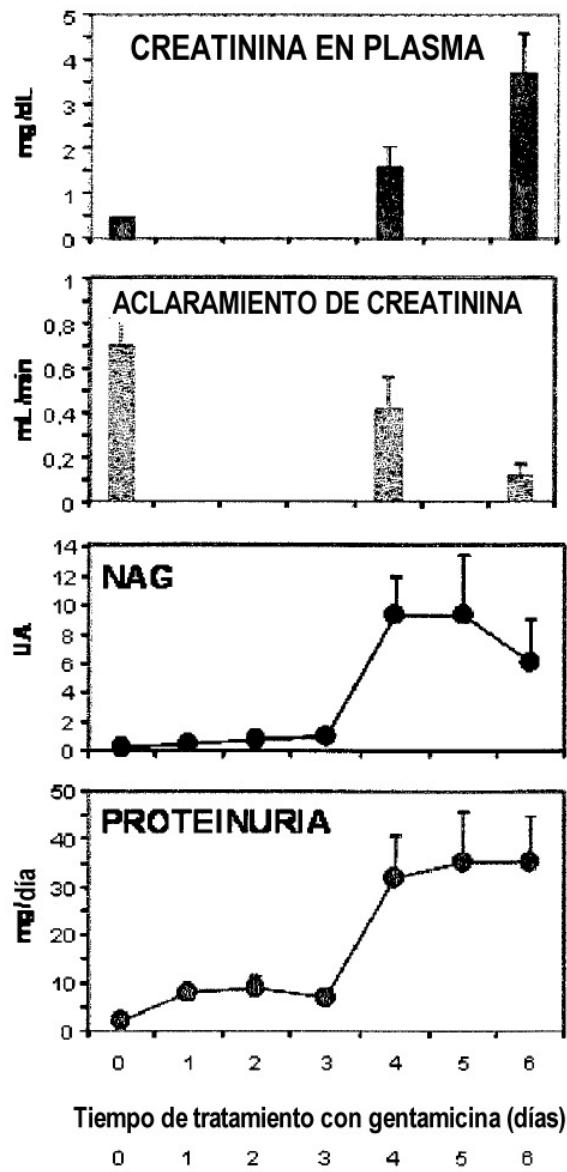 CREATININA EN PLASMA
mg/dL
5
4
3
2
1
0
ACLARAMIENTO DE CREATININA
mL/min
1
0,8
0,6
0,4
0,2
0
NAG
U.A.
14
12
10
8
6
4
2
0
PROTEINURIA
mg/día
50
40
30
20
10
0
0 1 2 3 4 5 6
Tiempo de tratamiento con gentamicina (días)
0 1 2 3 4 5 6